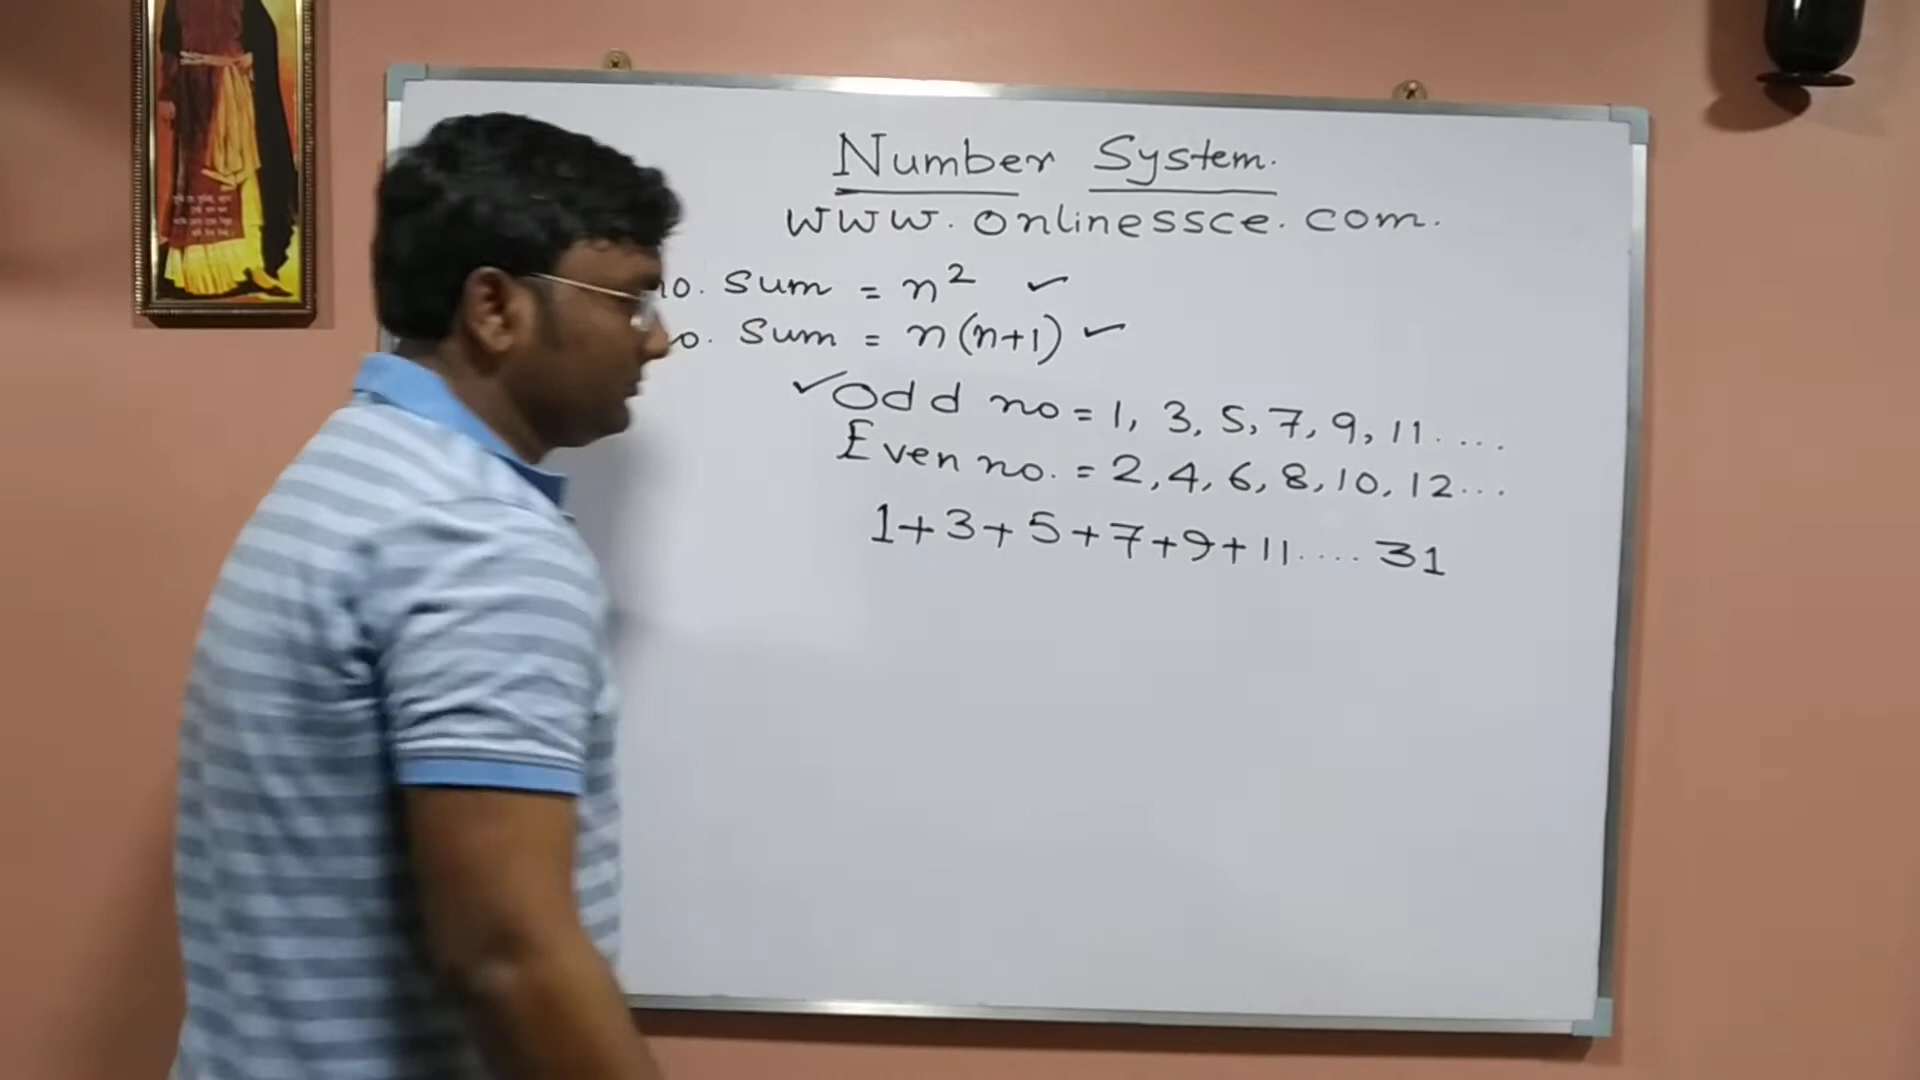 Number System.
www.onlinessce.com.
no. Sum = n² ✓
no. Sum = n(n+1) ✓
✓Odd no = 1, 3, 5, 7, 9, 11.....
Even no. = 2, 4, 6, 8, 10, 12...
1+3+5+7+9+11.... 31